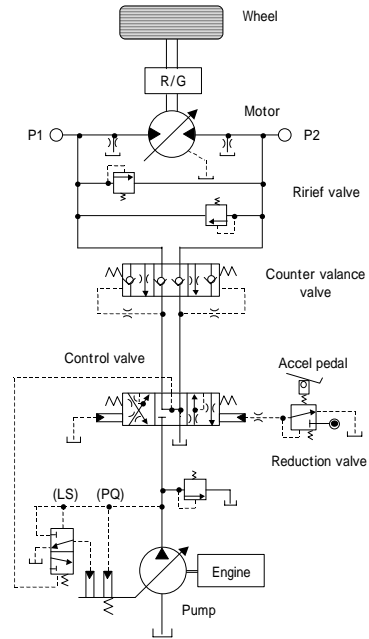 Wheel
R/G
Motor
P1
P2
Ririef valve
Counter valance
valve
Control valve
Accel pedal
Reduction valve
(LS)
(PQ)
Engine
Pump